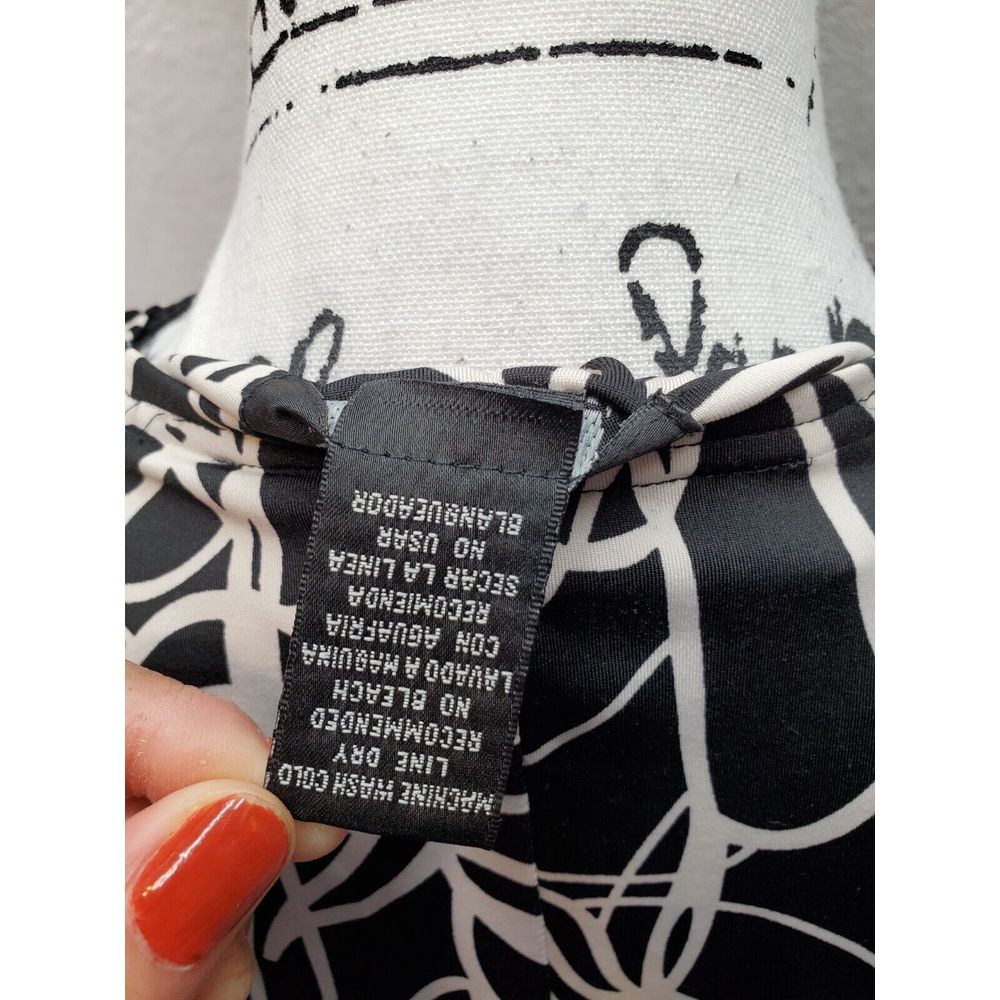 MACHINE WASH COLD
LINE DRY
RECOMMENDED
NO BLEACH
LAVADO A MAQUINA
CON AGUAFRIA
RECOMIENDA
SECAR LA LINEA
NO USAR
BLANQUEADOR